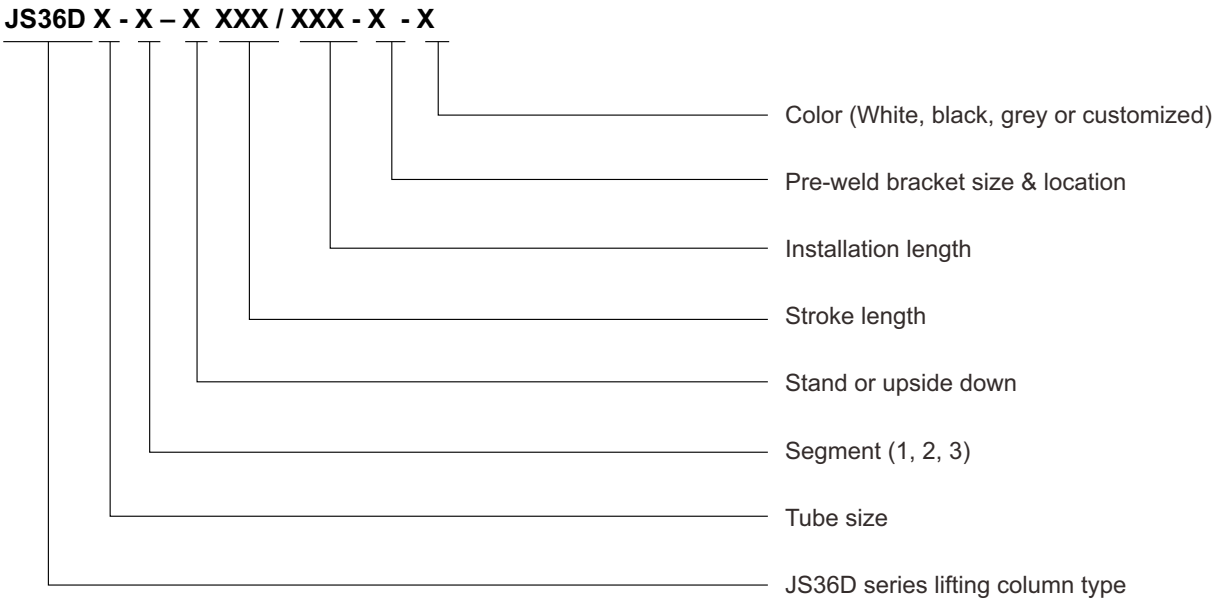 JS36D X - X – X XXX / XXX - X - X
Color (White, black, grey or customized)
Pre-weld bracket size & location
Installation length
Stroke length
Stand or upside down
Segment (1, 2, 3)
Tube size
JS36D series lifting column type